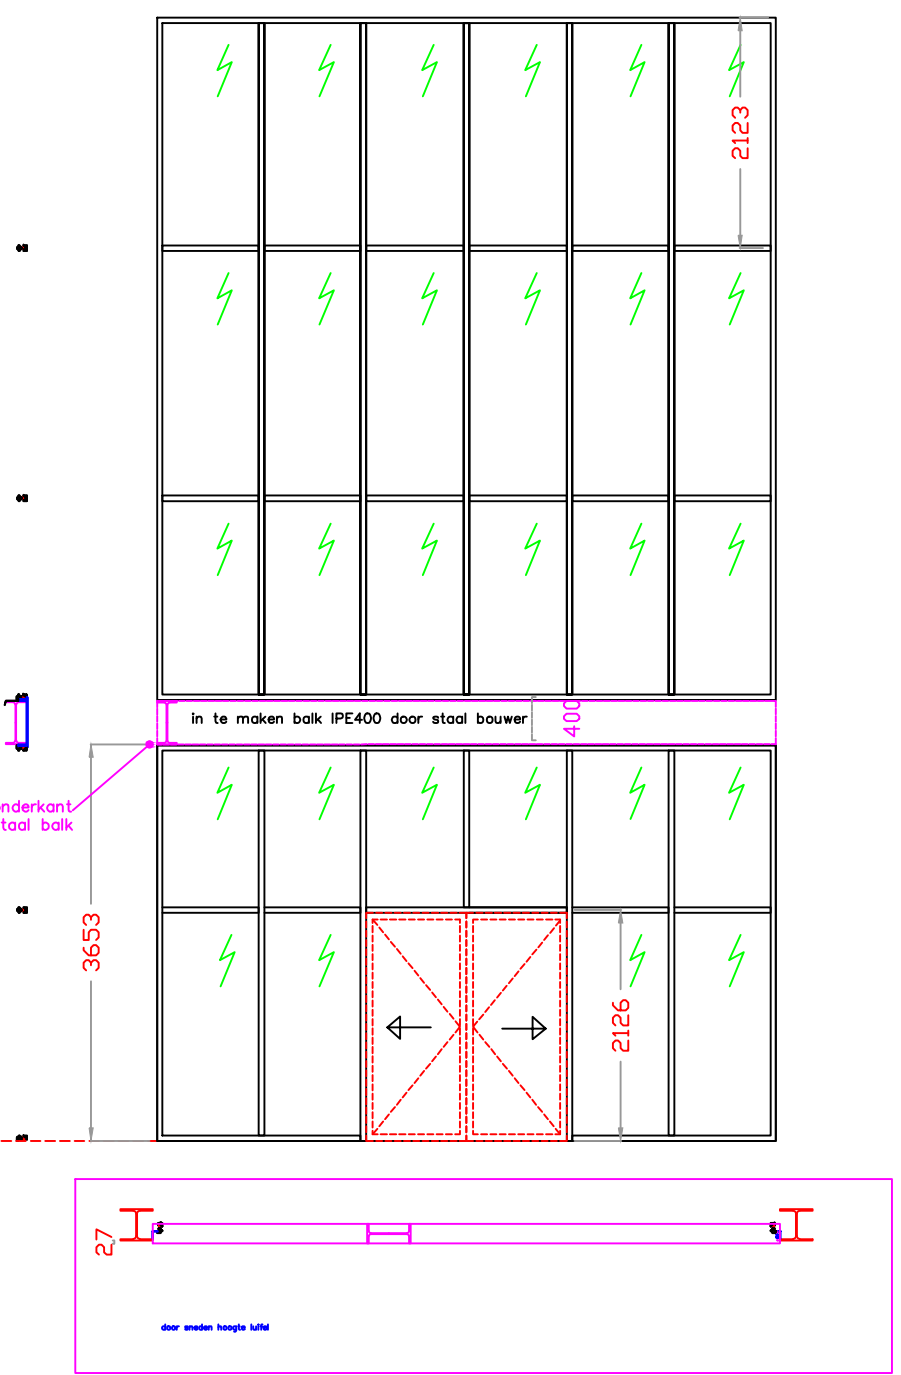 2123
in te maken balk IPE400 door staal bouwer
400
nderkant
taal balk
3653
2126
27
door sneden hoogte luifel